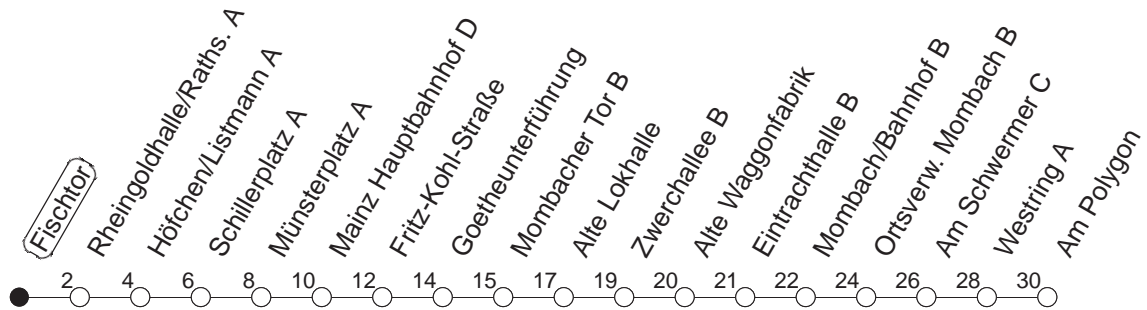 Fischtor
Rheingoldhalle/Raths. A
Höfchen/Listmann A
Schillerplatz A
Münsterplatz A
Mainz Hauptbahnhof D
Fritz-Kohl-Straße
Goetheunterführung
Mombacher Tor B
Alte Lokhalle
Zwerchallee B
Alte Waggonfabrik
Eintrachthalle B
Mombach/Bahnhof B
Ortsverw. Mombach B
Am Schwermer C
Westring A
Am Polygon
2 4 6 8 10 12 14 15 17 19 20 21 22 24 26 28 30